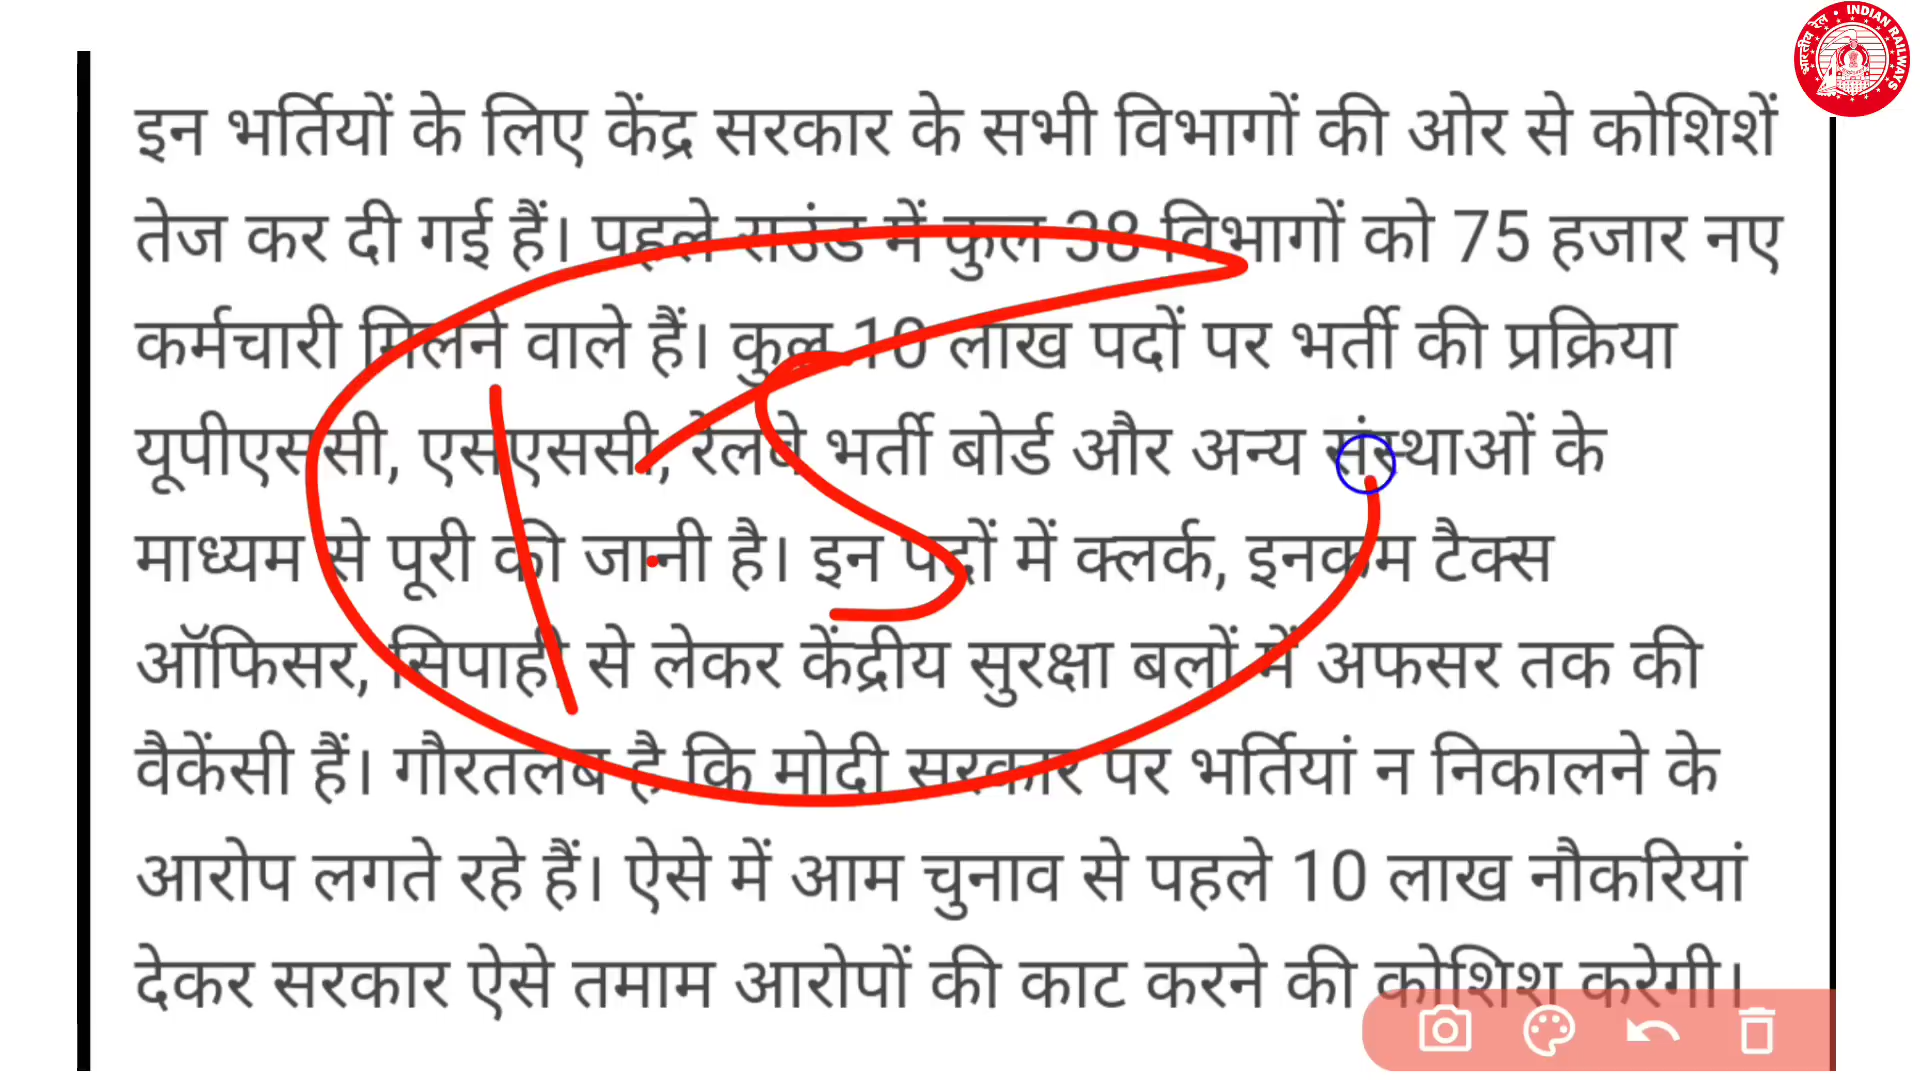 भारतीय रेल • INDIAN RAILWAYS
इन भर्तियों के लिए केंद्र सरकार के सभी विभागों की ओर से कोशिशें
तेज कर दी गई हैं। पहले राउंड में कुल 38 विभागों को 75 हजार नए
कर्मचारी मिलने वाले हैं। कुल 10 लाख पदों पर भर्ती की प्रक्रिया
यूपीएससी, एसएससी, रेलवे भर्ती बोर्ड और अन्य संस्थाओं के
माध्यम से पूरी की जानी है। इन पदों में क्लर्क, इनकम टैक्स
ऑफिसर, सिपाही से लेकर केंद्रीय सुरक्षा बलों में अफसर तक की
वैकेंसी हैं। गौरतलब है कि मोदी सरकार पर भर्तियां न निकालने के
आरोप लगते रहे हैं। ऐसे में आम चुनाव से पहले 10 लाख नौकरियां
देकर सरकार ऐसे तमाम आरोपों की काट करने की कोशिश करेगी।